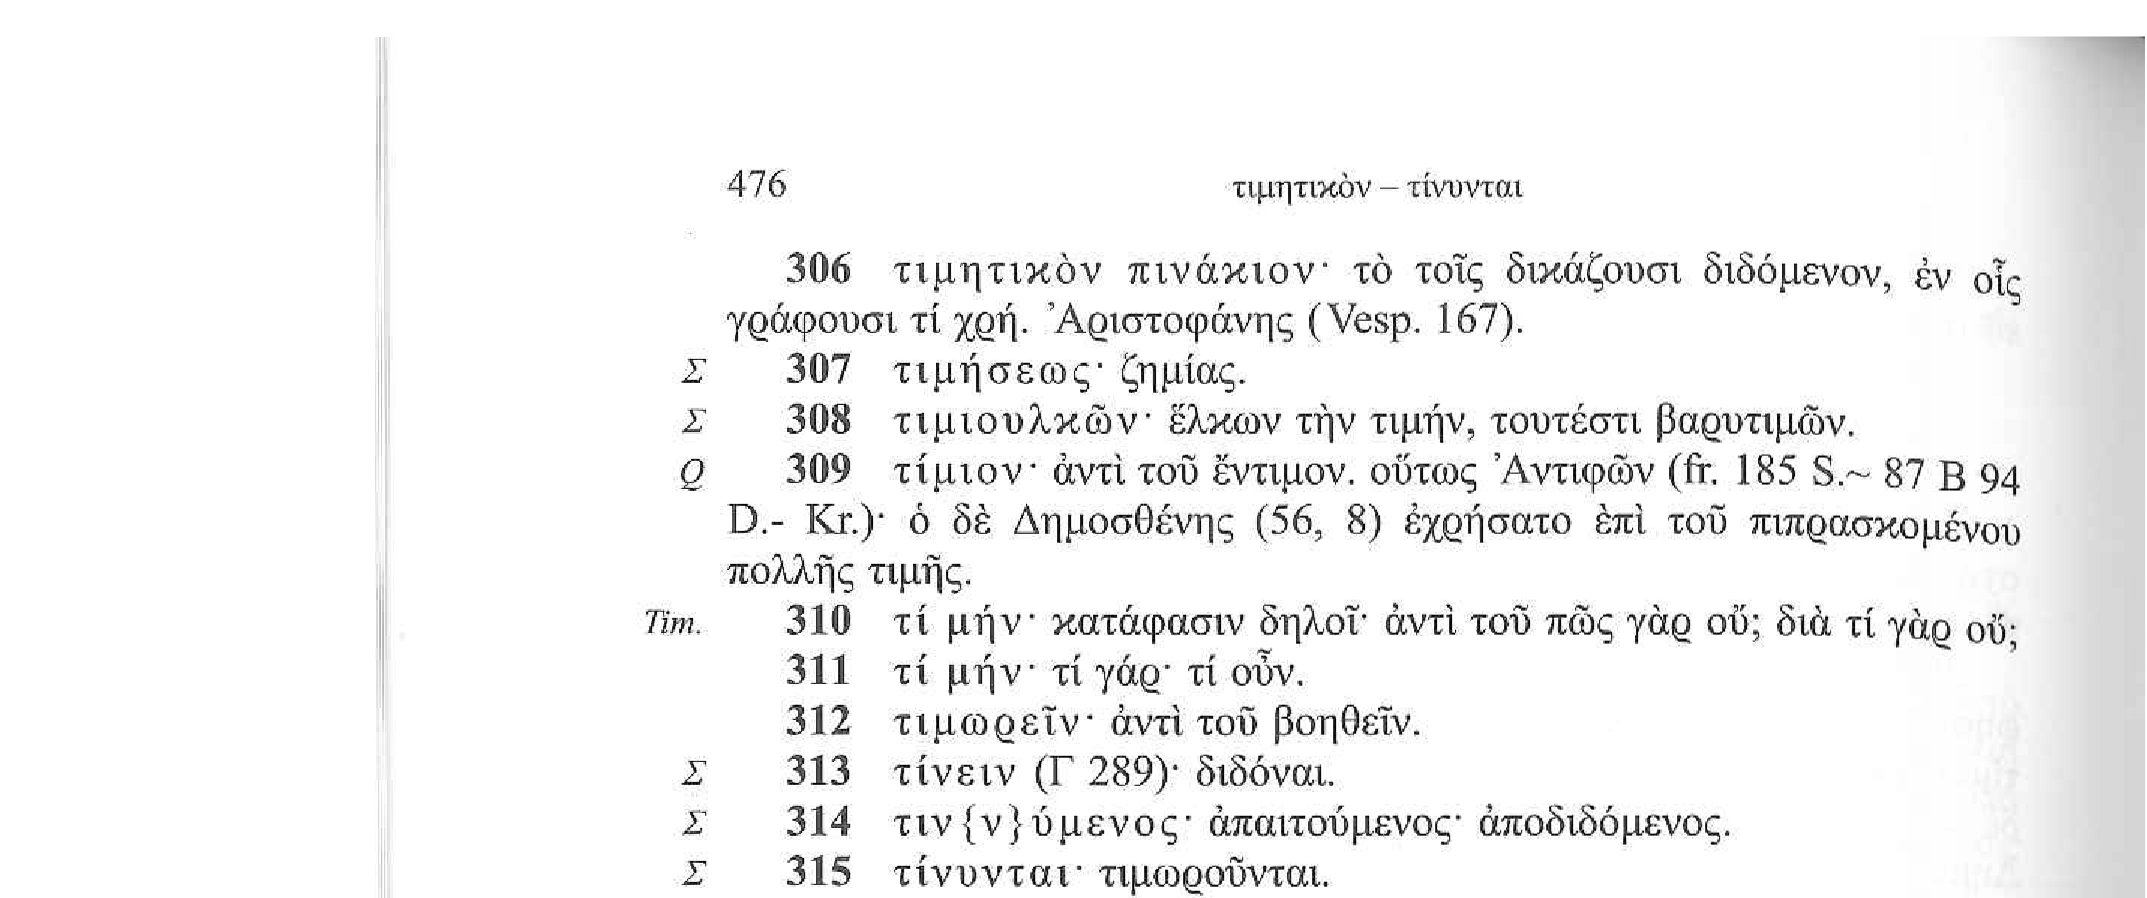 476 τιμητικὸν – τίνυνται
306 τιμητικὸν πινάκιον· τὸ τοῖς δικάζουσι διδόμενον, ἐν οἷς
γράφουσι τί χρή. Ἀριστοφάνης (Vesp. 167).
Σ 307 τιμήσεως· ζημίας.
Σ 308 τιμιουλκῶν· ἕλκων τὴν τιμήν, τουτέστι βαρυτιμῶν.
Q 309 τίμιον· ἀντὶ τοῦ ἔντιμον. οὕτως Ἀντιφῶν (fr. 185 S.~ 87 B 94
D.- Kr.)· ὁ δὲ Δημοσθένης (56, 8) ἐχρήσατο ἐπὶ τοῦ πιπρασκομένου
πολλῆς τιμῆς.
Tim. 310 τί μήν· κατάφασιν δηλοῖ· ἀντὶ τοῦ πῶς γὰρ οὔ; διὰ τί γὰρ οὔ;
311 τί μήν· τί γάρ· τί οὖν.
312 τιμωρεῖν· ἀντὶ τοῦ βοηθεῖν.
Σ 313 τίνειν (Γ 289)· διδόναι.
Σ 314 τιν{ν}ύμενος· ἀπαιτούμενος· ἀποδιδόμενος.
Σ 315 τίνυνται· τιμωροῦνται.